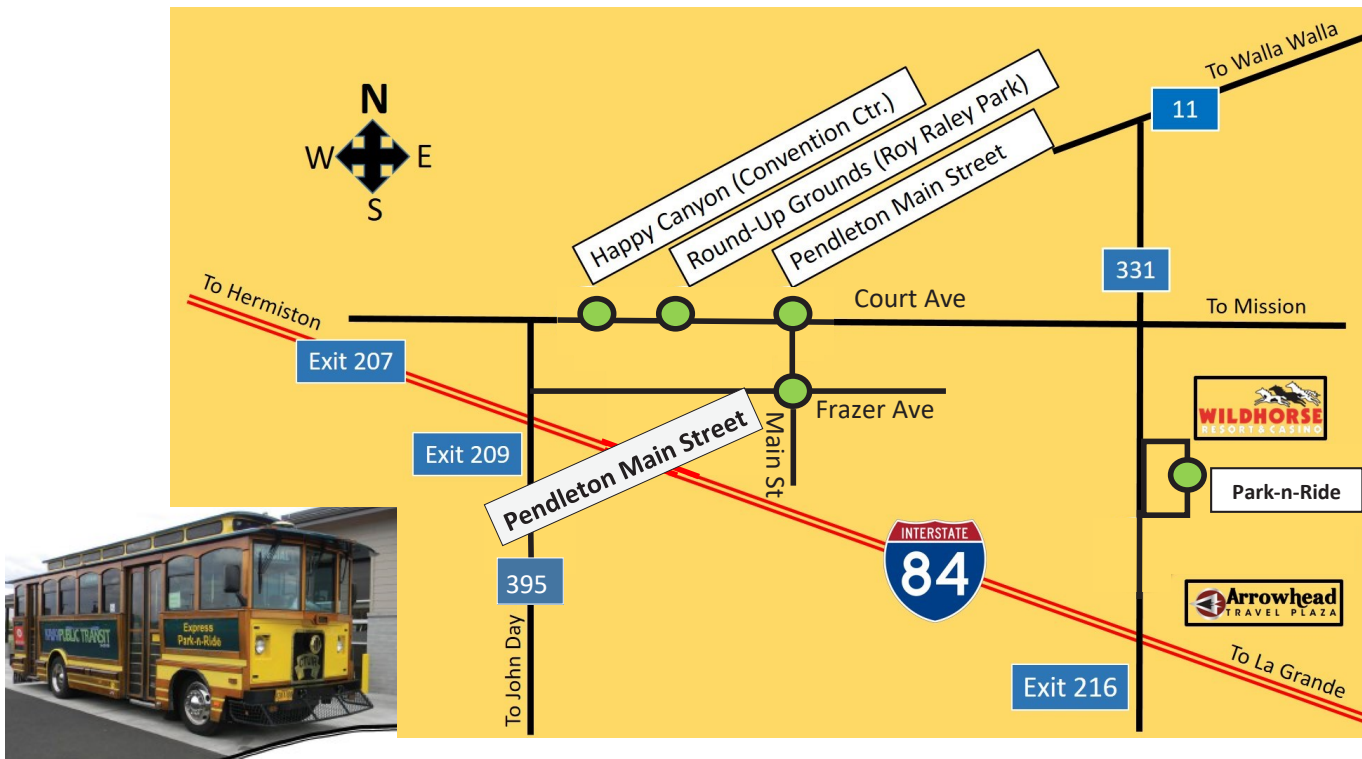 To Walla Walla
11
N
W
E
S
Happy Canyon (Convention Ctr.)
Round-Up Grounds (Roy Raley Park)
Pendleton Main Street
331
To Hermiston
Court Ave
To Mission
Exit 207
WILDHORSE
RESORT & CASINO
Frazer Ave
Main St
Exit 209
Pendleton Main Street
Park-n-Ride
INTERSTATE
84
395
To John Day
Arrowhead
TRAVEL PLAZA
To La Grande
Exit 216
PUBLIC TRANSIT
Express
Park-n-Ride